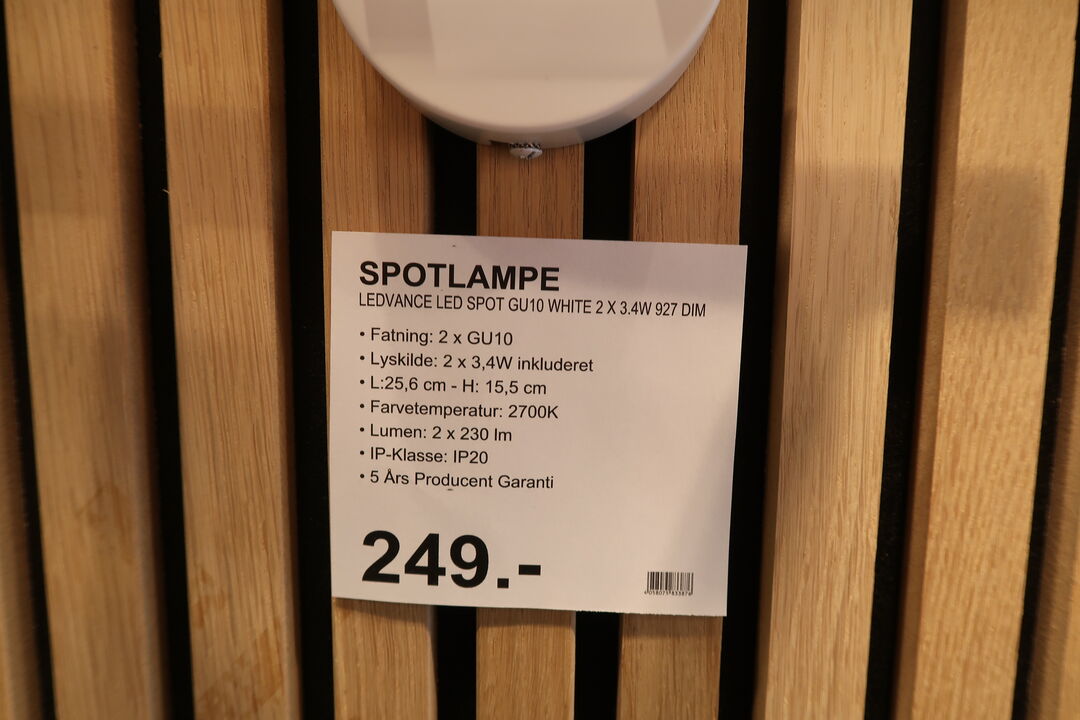 SPOTLAMPE
LEDVANCE LED SPOT GU10 WHITE 2 X 3.4W 927 DIM
• Fatning: 2 x GU10
• Lyskilde: 2 x 3,4W inkluderet
• L:25,6 cm - H: 15,5 cm
• Farvetemperatur: 2700K
• Lumen: 2 x 230 lm
• IP-Klasse: IP20
• 5 Års Producent Garanti
249.-